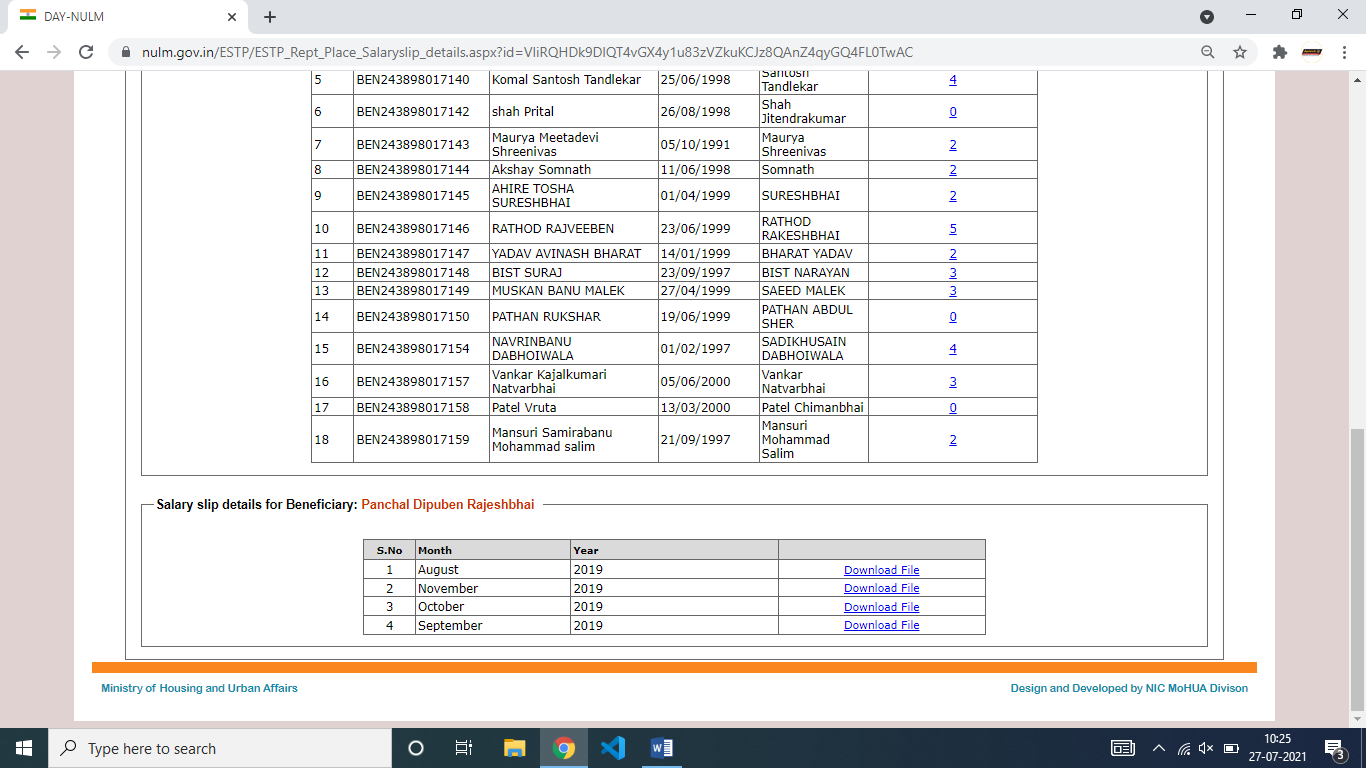 DAY-NULM
nulm.gov.in/ESTP/ESTP_Rept_Place_Salaryslip_details.aspx?id=VIiRQHDk9DIQT4vGX4y1u83zVZkuKCJz8QAnZ4qyGQ4FL0TwAC
5 BEN243898017140 Komal Santosh Tandlekar 25/06/1998 Santosh Tandlekar 4
6 BEN243898017142 shah Prital 26/08/1998 Shah Jitendrakumar 0
7 BEN243898017143 Maurya Meetadevi Shreenivas 05/10/1991 Maurya Shreenivas 2
8 BEN243898017144 Akshay Somnath 11/06/1998 Somnath 2
9 BEN243898017145 AHIRE TOSHA SURESHBHAI 01/04/1999 SURESHBHAI 2
10 BEN243898017146 RATHOD RAJVEEBEN 23/06/1999 RATHOD RAKESHBHAI 5
11 BEN243898017147 YADAV AVINASH BHARAT 14/01/1999 BHARAT YADAV 2
12 BEN243898017148 BIST SURAJ 23/09/1997 BIST NARAYAN 3
13 BEN243898017149 MUSKAN BANU MALEK 27/04/1999 SAEED MALEK 3
14 BEN243898017150 PATHAN RUKSHAR 19/06/1999 PATHAN ABDUL SHER 0
15 BEN243898017154 NAVRINBANU DABHOIWALA 01/02/1997 SADIKHUSAIN DABHOIWALA 4
16 BEN243898017157 Vankar Kajalkumari Natvarbhai 05/06/2000 Vankar Natvarbhai 3
17 BEN243898017158 Patel Vruta 13/03/2000 Patel Chimanbhai 0
18 BEN243898017159 Mansuri Samirabanu Mohammad salim 21/09/1997 Mansuri Mohammad Salim 2
Salary slip details for Beneficiary: Panchal Dipuben Rajeshbhai
S.No Month Year
1 August 2019 Download File
2 November 2019 Download File
3 October 2019 Download File
4 September 2019 Download File
Ministry of Housing and Urban Affairs
Design and Developed by NIC MoHUA Divison
Type here to search
10:25
27-07-2021
3